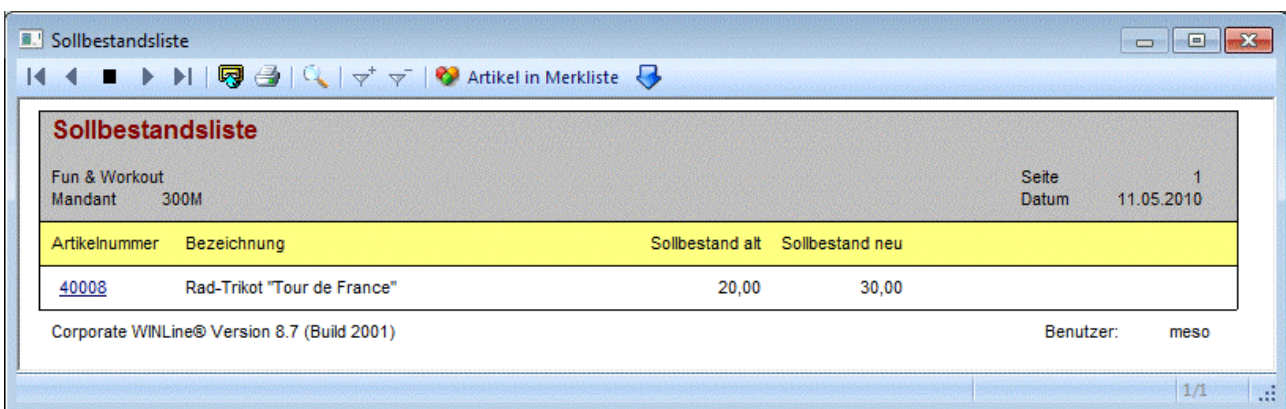 Sollbestandsliste
Artikel in Merkliste
Sollbestandsliste
Fun & Workout Seite 1
Mandant 300M Datum 11.05.2010
Artikelnummer Bezeichnung Sollbestand alt Sollbestand neu
40008 Rad-Trikot "Tour de France" 20,00 30,00
Corporate WINLine® Version 8.7 (Build 2001) Benutzer: meso
1/1